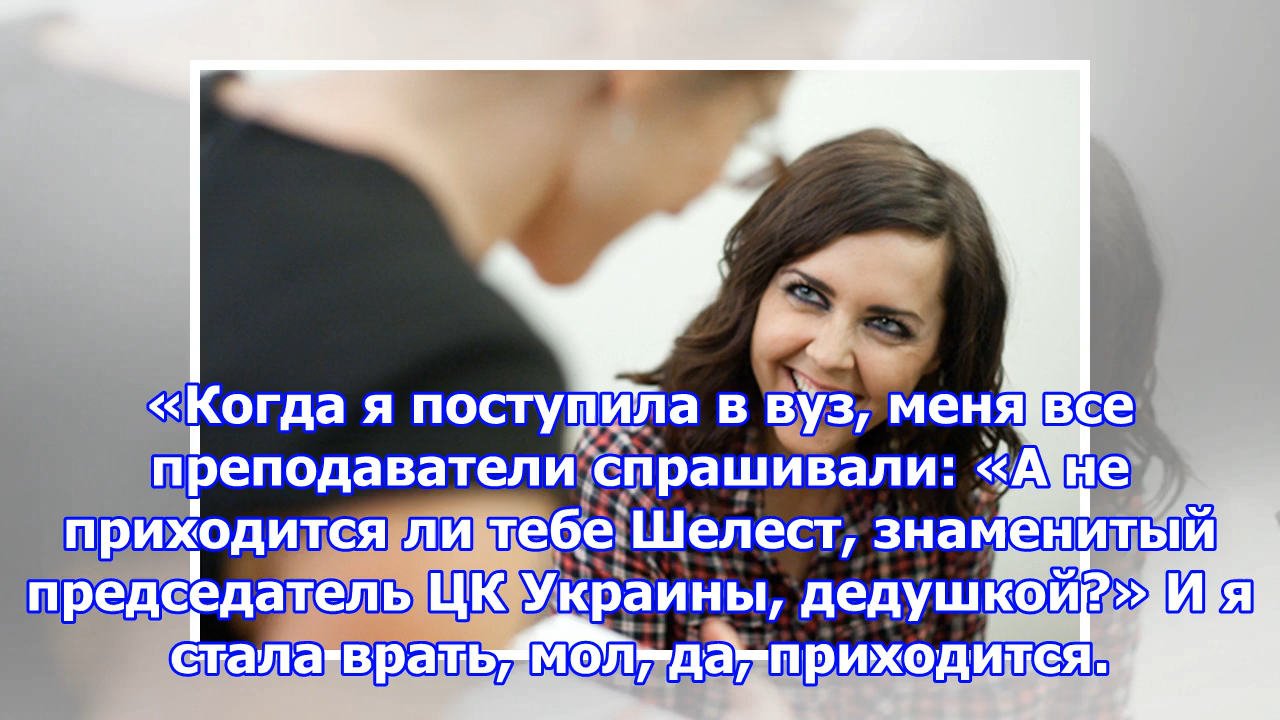 «Когда я поступила в вуз, меня все
преподаватели спрашивали: «А не
приходится ли тебе Шелест, знаменитый
председатель ЦК Украины, дедушкой?» И я
стала врать, мол, да, приходится.